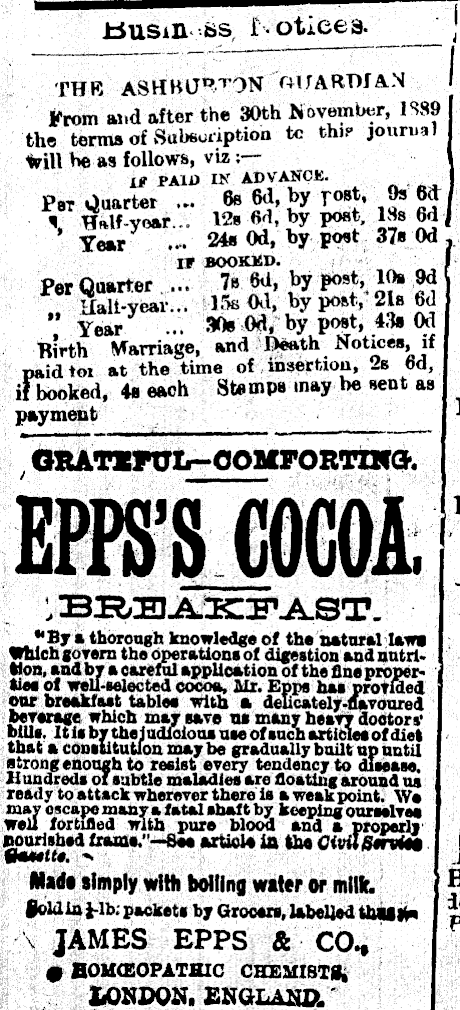 Business Notices.
THE ASHBURTON GUARDIAN
From and after the 30th November, 1889
the terms of Subscription to this journal
will be as follows, viz :—
IF PAID IN ADVANCE.
Per Quarter ... 6s 6d, by post, 9s 6d
" Half-year... 12s 6d, by post, 18s 6d
Year ... 24s 0d, by post 37s 0d
IF BOOKED.
Per Quarter ... 7s 6d, by post, 10s 9d
" Half-year... 15s 0d, by post, 21s 6d
, Year ... 30s 0d, by post, 43s 0d
Birth Marriage, and Death Notices, if
paid for at the time of insertion, 2s 6d,
if booked, 4s each Stamps may be sent as
payment
GRATEFUL—COMFORTING.
EPPS'S COCOA.
BREAKFAST.
"By a thorough knowledge of the natural laws
which govern the operations of digestion and nutri-
tion, and by a careful application of the fine proper-
ties of well-selected cocoa, Mr. Epps has provided
our breakfast tables with a delicately-flavoured
beverage which may save us many heavy doctors'
bills. It is by the judicious use of such articles of diet
that a constitution may be gradually built up until
strong enough to resist every tendency to disease.
Hundreds of subtle maladies are floating around us
ready to attack wherever there is a weak point. We
may escape many a fatal shaft by keeping ourselves
well fortified with pure blood and a properly
nourished frame."—See article in the Civil Service
Gazette.
Made simply with boiling water or milk.
Sold in ½-lb. packets by Grocers, labelled thus:—
JAMES EPPS & CO.,
HOMŒOPATHIC CHEMISTS,
LONDON, ENGLAND.